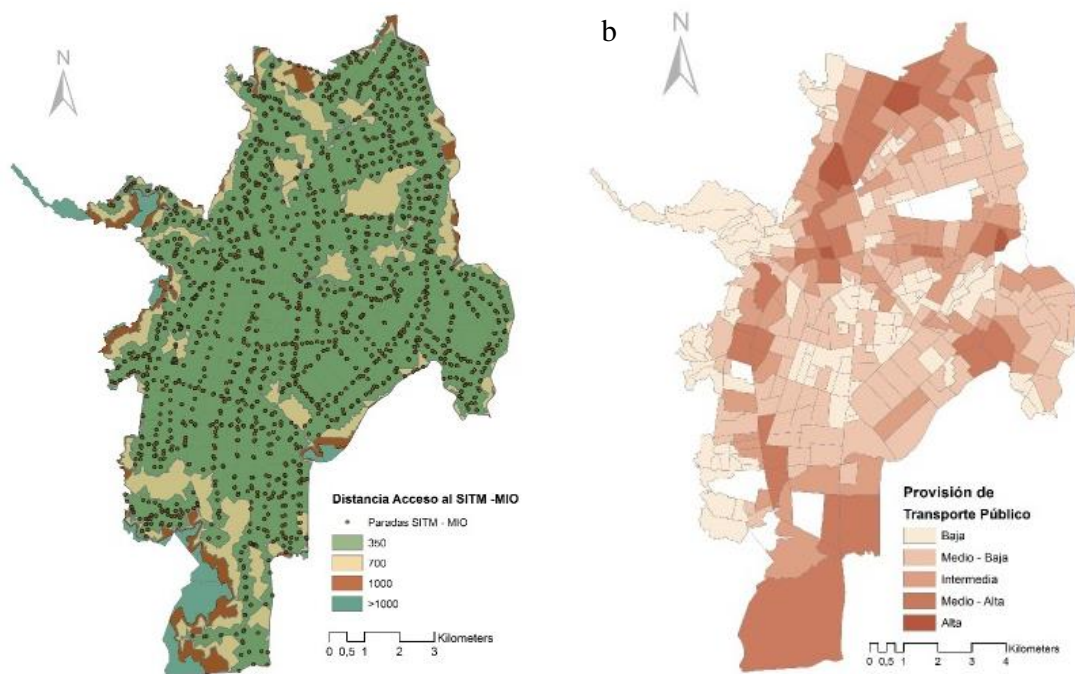 N
Distancia Acceso al SITM -MIO
Paradas SITM - MIO
350
700
1000
>1000
Kilometers
0 0,5 1 2 3
b
N
Provisión de
Transporte Público
Baja
Medio - Baja
Intermedia
Medio - Alta
Alta
Kilometers
0 0,5 1 2 3 4